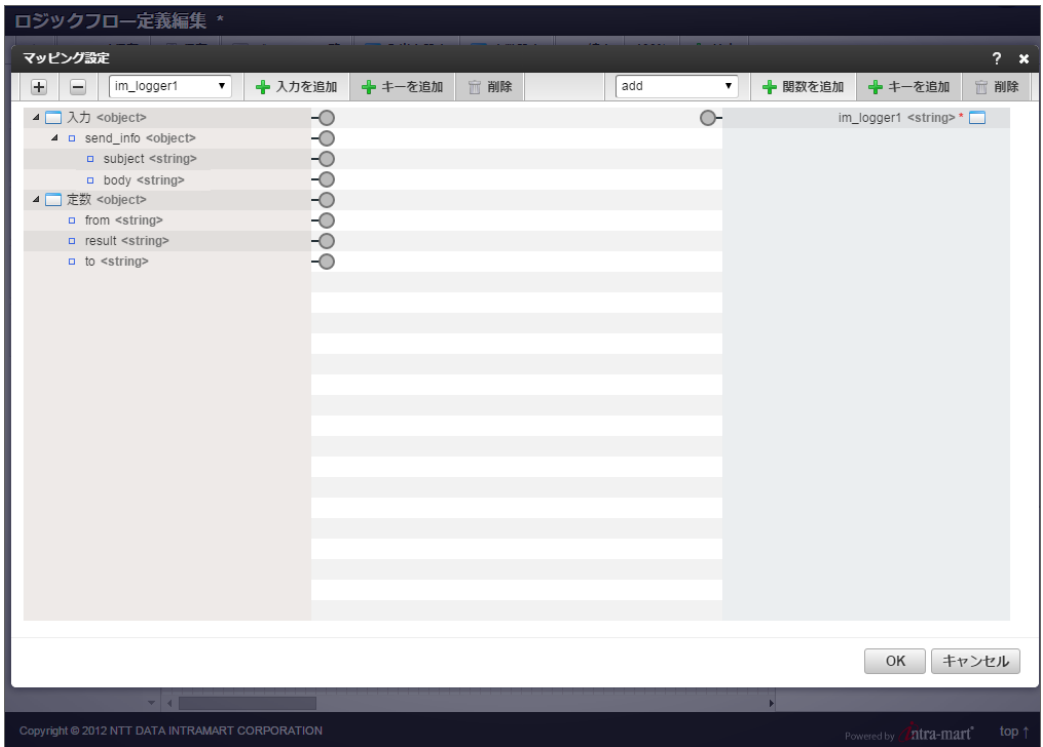 ロジックフロー定義編集 *
マッピング設定 ? ×
im_logger1 ▼ 入力を追加 キーを追加 削除 add ▼ 関数を追加 キーを追加 削除
入力 <object> im_logger1 <string> *
send_info <object>
subject <string>
body <string>
定数 <object>
from <string>
result <string>
to <string>
OK キャンセル
Copyright © 2012 NTT DATA INTRAMART CORPORATION Powered by intra-mart top ↑